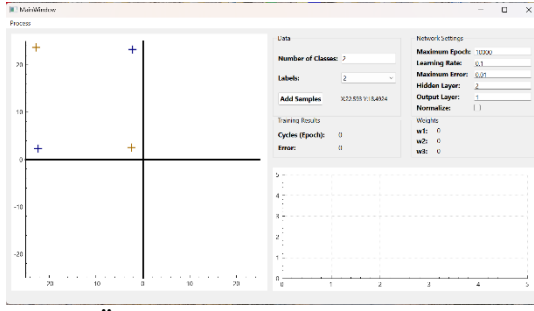 MainWindow
Process
Data
Number of Classes: 2
Labels: 2
Add Samples
Training Results
Cycles (Epoch): 0
Error: 0
Network Settings
Maximum Epoch: 10000
Learning Rate: 0.1
Maximum Error: 0.01
Hidden Layer: 2
Output Layer: 1
Normalize:
Weights
w1: 0
w2: 0
w3: 0
20
10
0
-10
-20
20 10 0 10 20
5
4
3
2
1
0
0 1 2 3 4 5